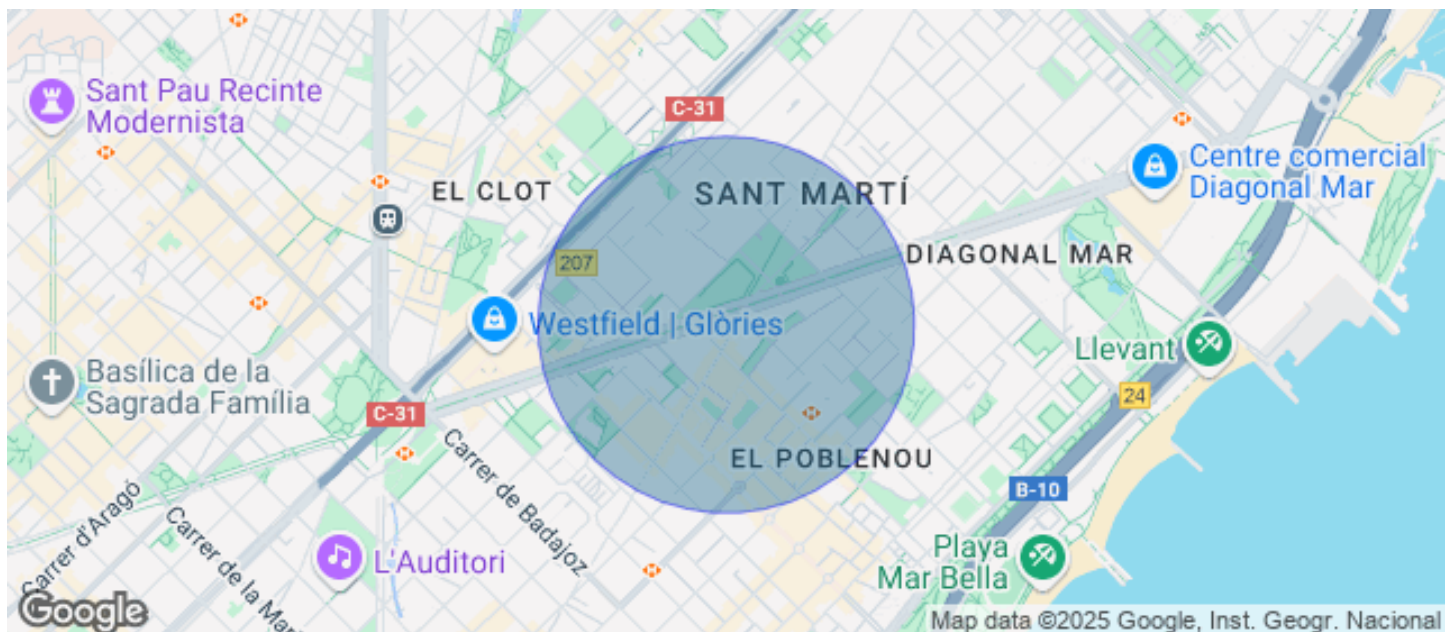 C-31
Sant Pau Recinte
Modernista
EL CLOT
SANT MARTÍ
Centre comercial
Diagonal Mar
207
DIAGONAL MAR
Westfield | Glòries
Llevant
Basílica de la
Sagrada Família
24
C-31
EL POBLENOU
Carrer de Badajoz
B-10
Carrer d'Aragó
Carrer de la Mar
L'Auditori
Playa
Mar Bella
Google
Map data ©2025 Google, Inst. Geogr. Nacional